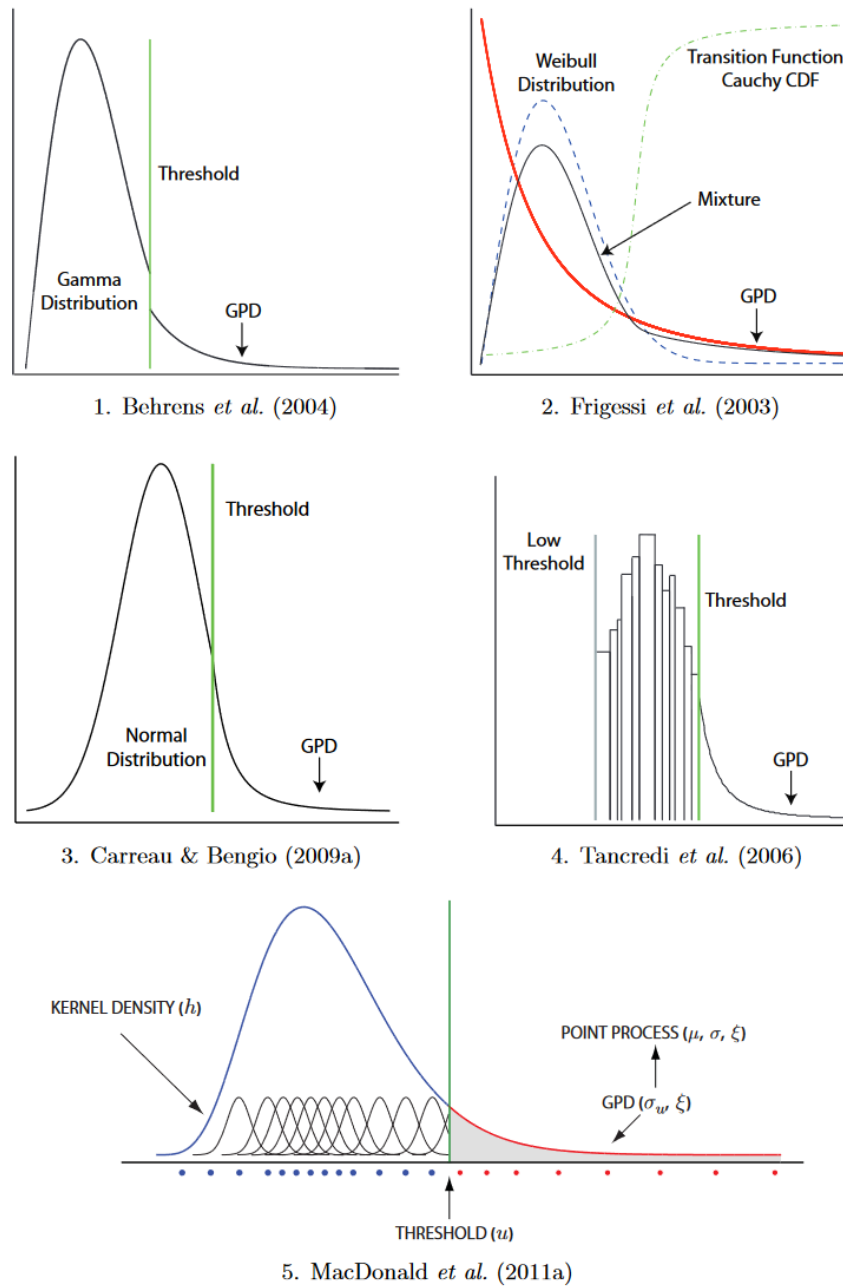 Threshold
Gamma
Distribution
GPD
1. Behrens et al. (2004)
Weibull
Distribution
Transition Function
Cauchy CDF
Mixture
GPD
2. Frigessi et al. (2003)
Threshold
Normal
Distribution
GPD
3. Carreau & Bengio (2009a)
Low
Threshold
Threshold
GPD
4. Tancredi et al. (2006)
KERNEL DENSITY (h)
POINT PROCESS (μ, σ, ξ)
GPD (σu, ξ)
THRESHOLD (u)
5. MacDonald et al. (2011a)